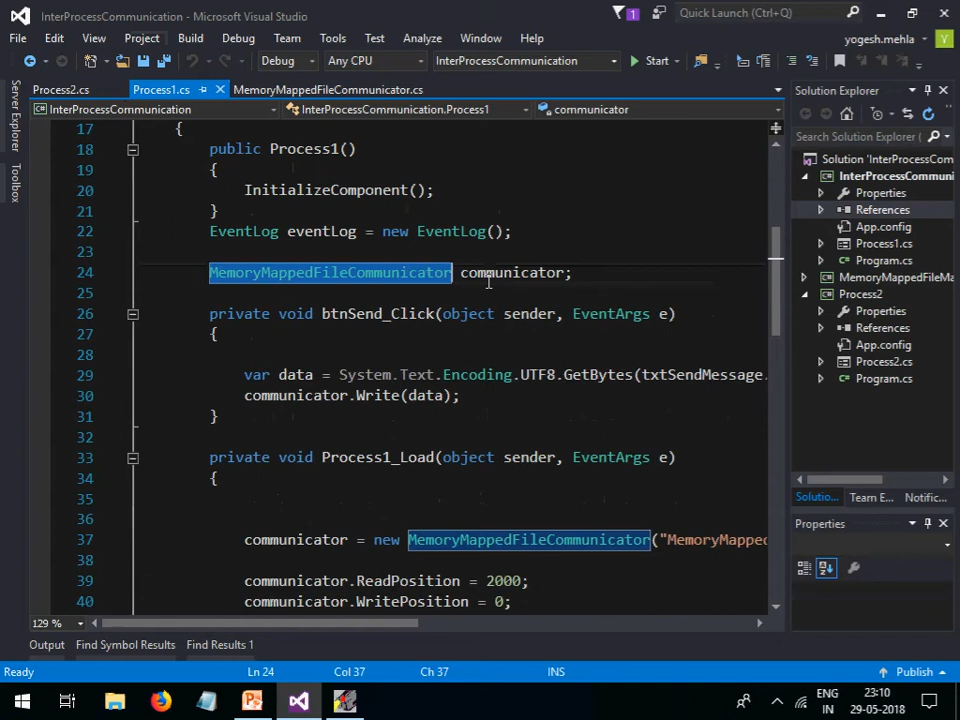 InterProcessCommunication - Microsoft Visual Studio
1
Quick Launch (Ctrl+Q)
File Edit View Project Build Debug Team Tools Test Analyze Window Help
yogesh.mehla Y
Debug Any CPU InterProcessCommunication Start
Process2.cs Process1.cs MemoryMappedFileCommunicator.cs
InterProcessCommunication InterProcessCommunication.Process1 communicator
Server Explorer
Toolbox
17 {
18 public Process1()
19 {
20 InitializeComponent();
21 }
22 EventLog eventLog = new EventLog();
23
24 MemoryMappedFileCommunicator communicator;
25
26 private void btnSend_Click(object sender, EventArgs e)
27 {
28
29 var data = System.Text.Encoding.UTF8.GetBytes(txtSendMessage.
30 communicator.Write(data);
31 }
32
33 private void Process1_Load(object sender, EventArgs e)
34 {
35
36
37 communicator = new MemoryMappedFileCommunicator("MemoryMapped
38
39 communicator.ReadPosition = 2000;
40 communicator.WritePosition = 0;
129 %
Solution Explorer
Search Solution Explorer (
Solution 'InterProcessCom
InterProcessCommuni
Properties
References
App.config
Process1.cs
Program.cs
MemoryMappedFileMa
Process2
Properties
References
App.config
Process2.cs
Program.cs
Solutio... Team E... Notific...
Properties
Output Find Symbol Results Find Results 1
Ready Ln 24 Col 37 Ch 37 INS Publish
ENG
IN
23:10
29-05-2018